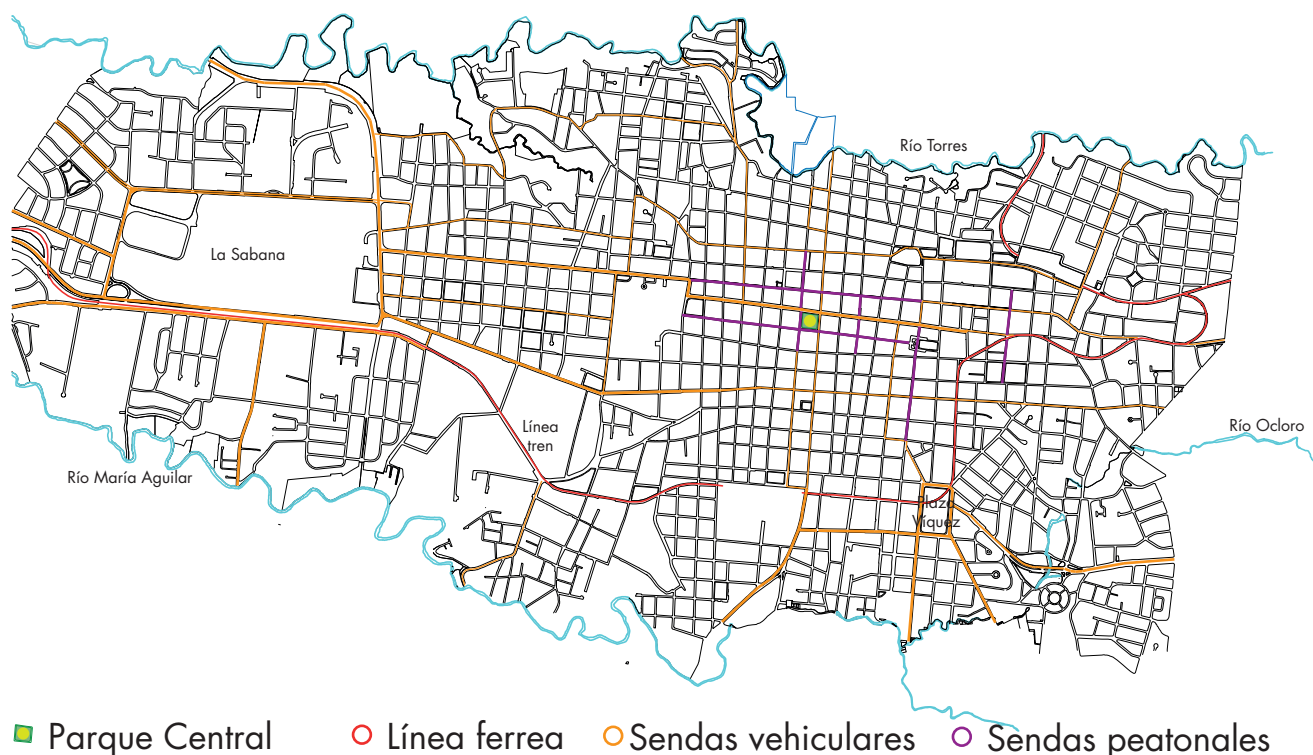 Río Torres
La Sabana
Línea
tren
Río Ocloro
Río María Aguilar
Plaza
Víquez
Parque Central
Línea ferrea
Sendas vehiculares
Sendas peatonales